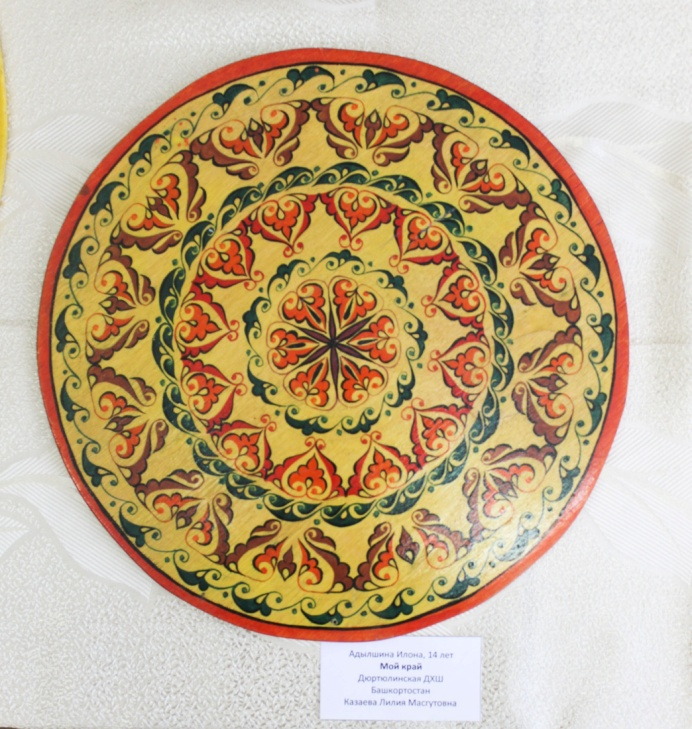 Адылшина Илона, 14 лет
Мой край
Дюртюлинская ДХШ
Башкортостан
Казаева Лилия Масгутовна